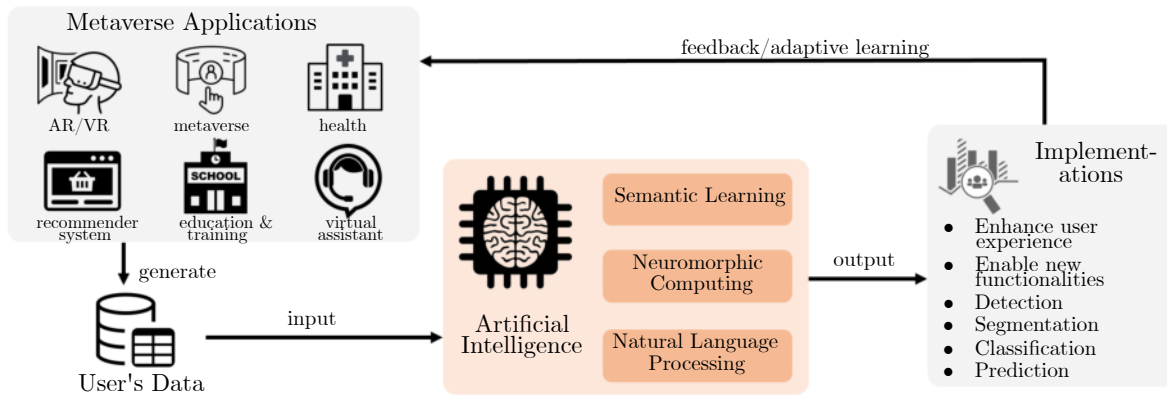 Metaverse Applications
AR/VR
metaverse
health
SCHOOL
recommender
system
education &
training
virtual
assistant
generate
User's Data
input
Artificial
Intelligence
Semantic Learning
Neuromorphic
Computing
Natural Language
Processing
output
feedback/adaptive learning
Implement-
ations
● Enhance user
experience
● Enable new
functionalities
● Detection
● Segmentation
● Classification
● Prediction